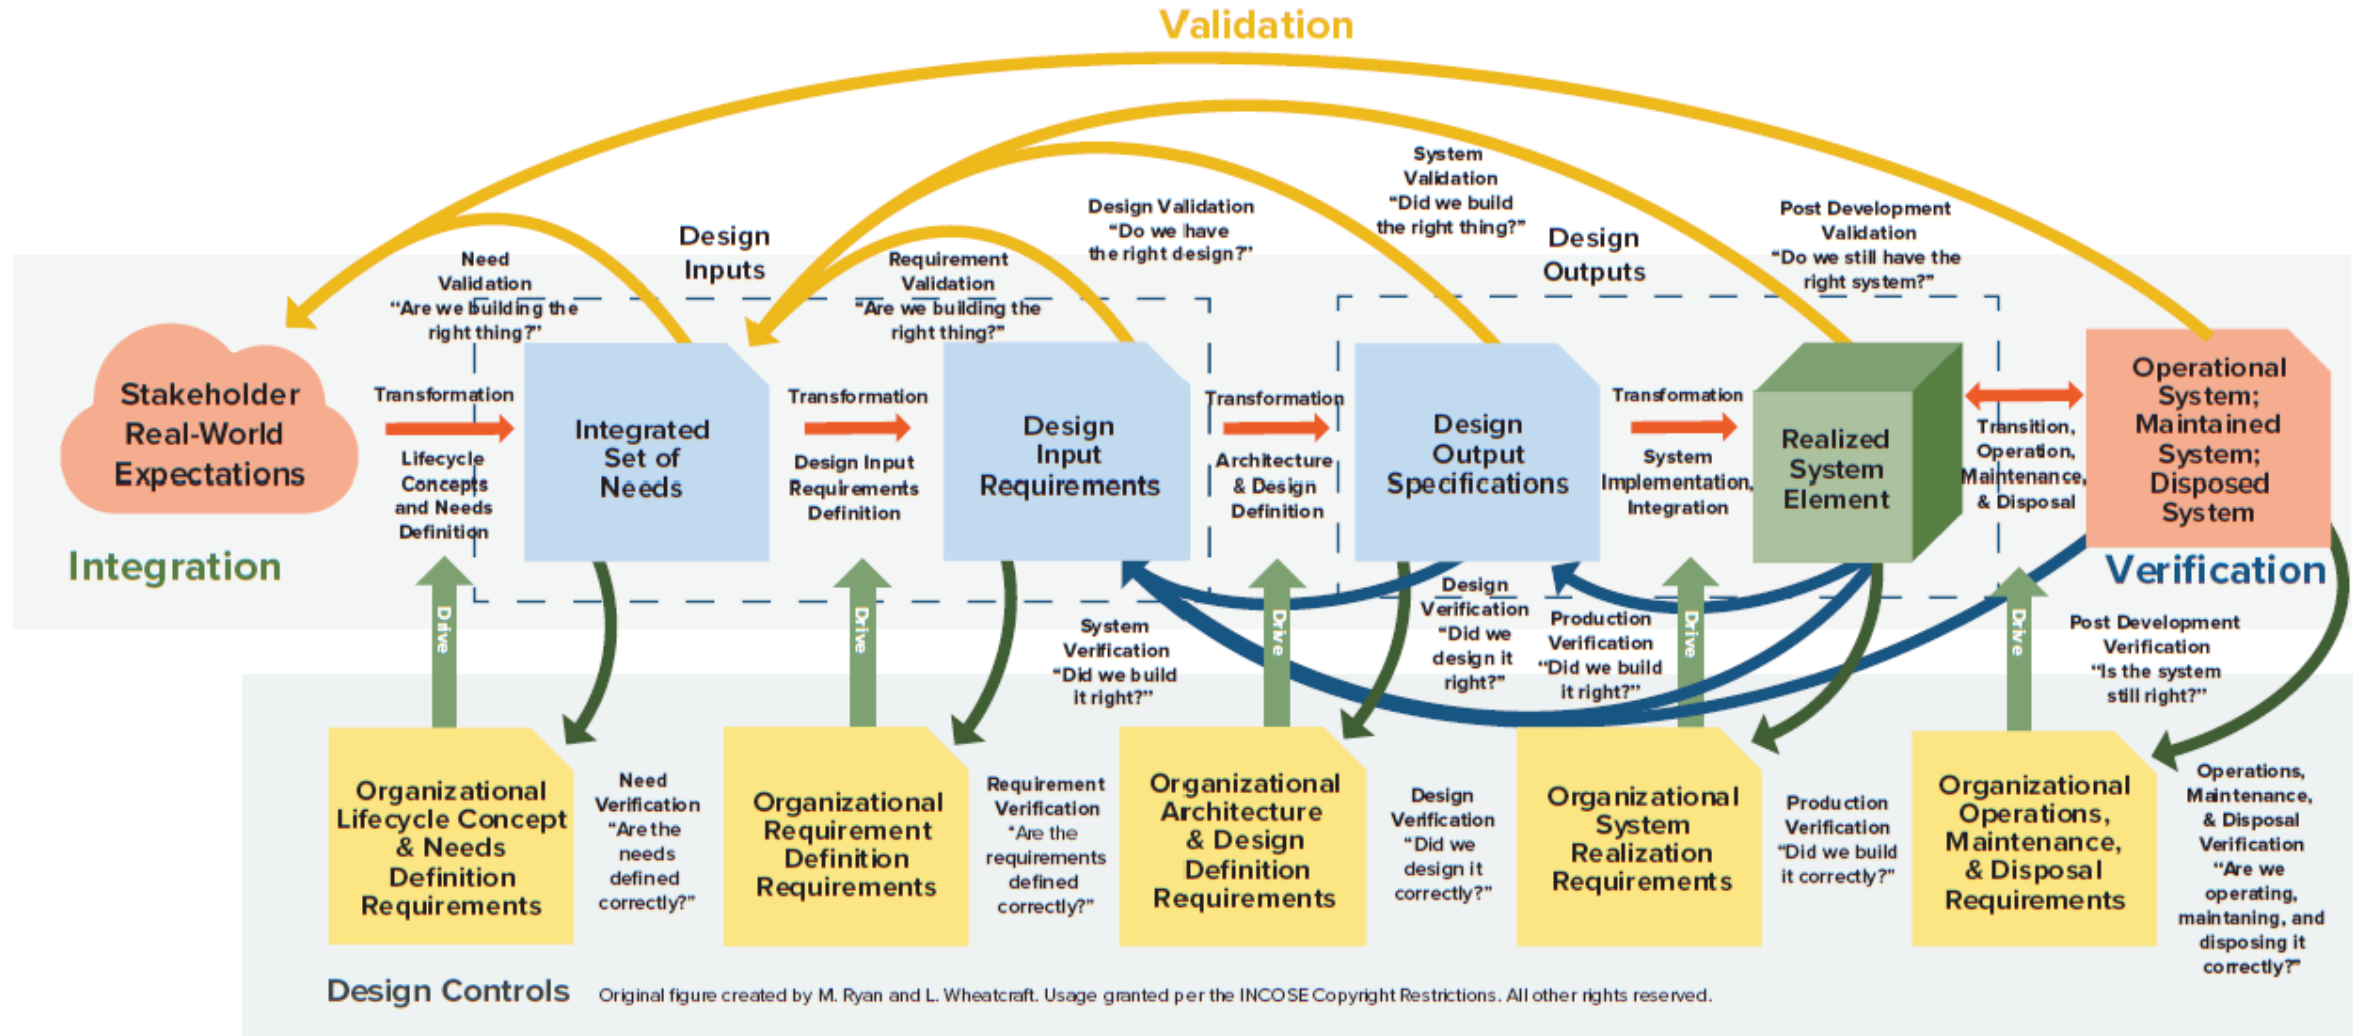 Validation
System
Validation
“Did we build
the right thing?”
Design Validation
“Do we have
the right design?”
Post Development
Validation
“Do we still have the
right system?”
Design
Inputs
Design
Outputs
Need
Validation
“Are we building the
right thing?”
Requirement
Validation
“Are we building the
right thing?”
Stakeholder
Real-World
Expectations
Transformation
Lifecycle
Concepts
and Needs
Definition
Integrated
Set of
Needs
Transformation
Design Input
Requirements
Definition
Design
Input
Requirements
Transformation
Architecture
& Design
Definition
Design
Output
Specifications
Transformation
System
Implementation,
Integration
Realized
System
Element
Transition,
Operation,
Maintenance,
& Disposal
Operational
System;
Maintained
System;
Disposed
System
Integration
Verification
Drive
Drive
Drive
Drive
Drive
System
Verification
“Did we build
it right?”
Design
Verification
“Did we
design it
right?”
Production
Verification
“Did we build
it right?”
Post Development
Verification
“Is the system
still right?”
Organizational
Lifecycle Concept
& Needs
Definition
Requirements
Need
Verification
“Are the
needs
defined
correctly?”
Organizational
Requirement
Definition
Requirements
Requirement
Verification
“Are the
requirements
defined
correctly?”
Organizational
Architecture
& Design
Definition
Requirements
Design
Verification
“Did we
design it
correctly?”
Organizational
System
Realization
Requirements
Production
Verification
“Did we build
it correctly?”
Organizational
Operations,
Maintenance,
& Disposal
Requirements
Operations,
Maintenance,
& Disposal
Verification
“Are we
operating,
maintaning, and
disposing it
correctly?”
Design Controls
Original figure created by M. Ryan and L. Wheatcraft. Usage granted per the INCOSE Copyright Restrictions. All other rights reserved.